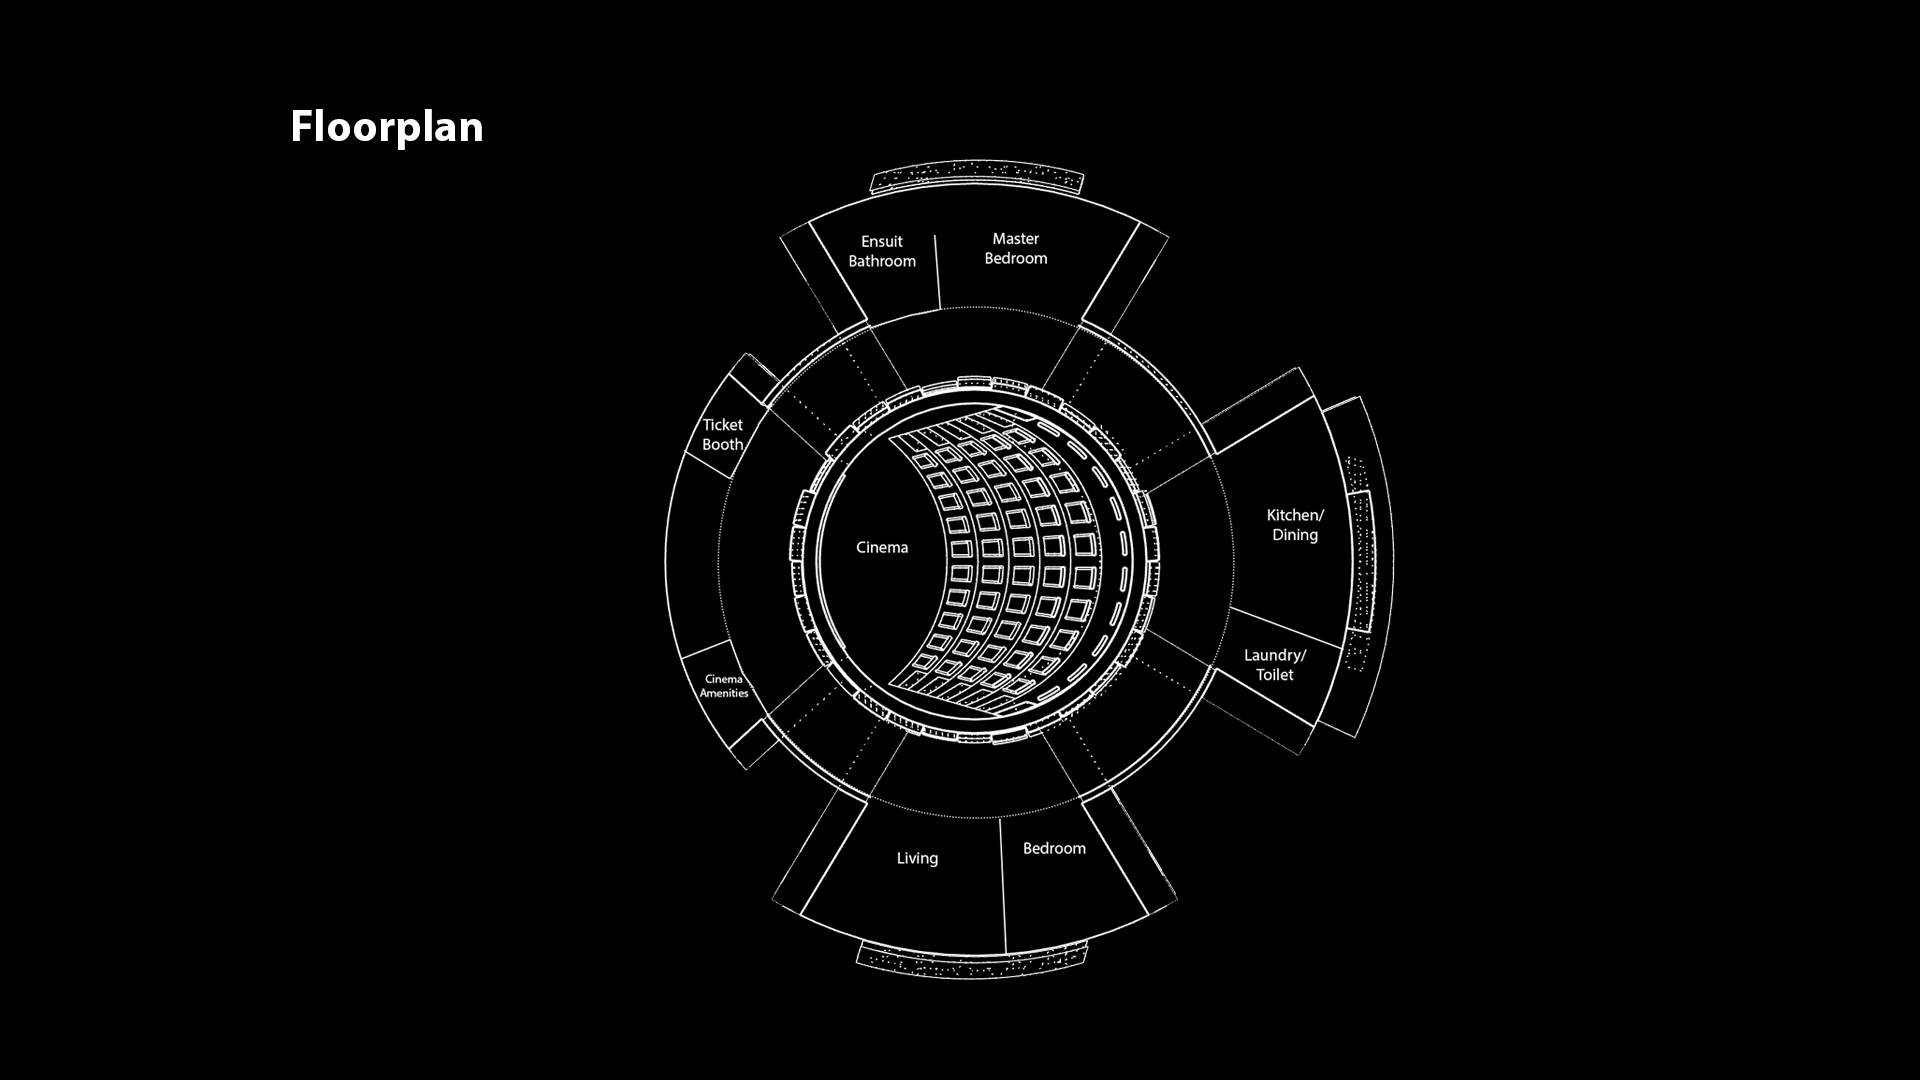 Floorplan
Ensuit
Bathroom
Master
Bedroom
Ticket
Booth
Kitchen/
Dining
Cinema
Laundry/
Toilet
Cinema
Amenities
Living
Bedroom